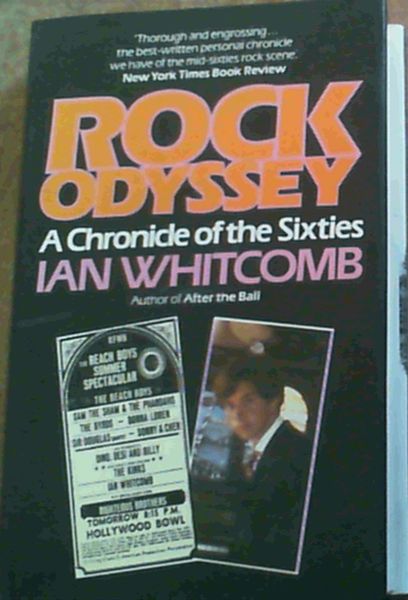 'Thorough and engrossing...
the best-written personal chronicle
we have of the mid-sixties rock scene'.
New York Times Book Review
ROCK
ODYSSEY
A Chronicle of the Sixties
IAN WHITCOMB
Author of After the Ball
KFWB
THE BEACH BOYS
SUMMER
SPECTACULAR
THE BEACH BOYS
SAM THE SHAM & THE PHARAOHS
THE BYRDS - DONNA LOREN
SIR DOUGLAS QUINTET - SONNY & CHER
DINO, DESI AND BILLY
THE KINKS
IAN WHITCOMB
RIGHTEOUS BROTHERS
TOMORROW 8:15 P.M.
HOLLYWOOD BOWL